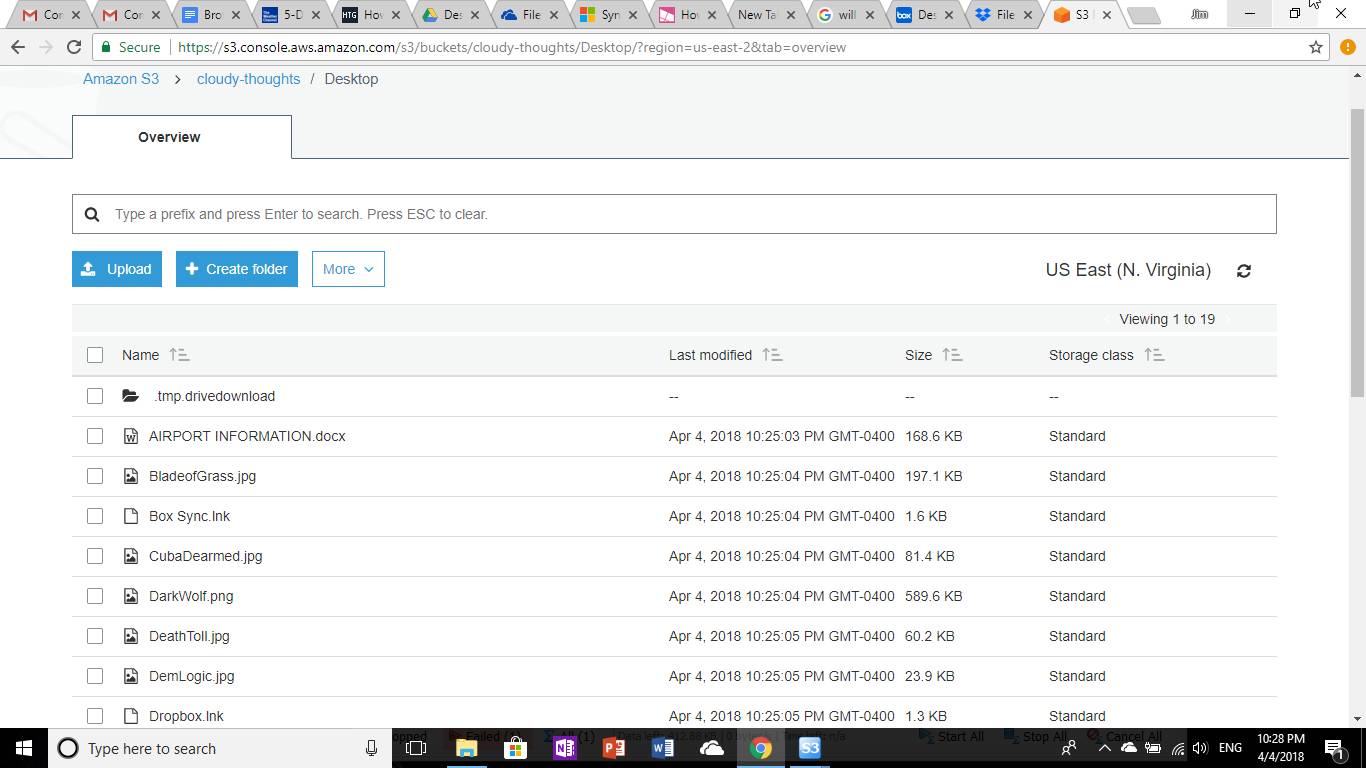 Cor Cor Bro 5-D HTG Hov Des File Syn Hov New Ta will box Des File S3 Jim
Secure https://s3.console.aws.amazon.com/s3/buckets/cloudy-thoughts/Desktop/?region=us-east-2&tab=overview
Amazon S3 > cloudy-thoughts / Desktop
Overview
Type a prefix and press Enter to search. Press ESC to clear.
Upload Create folder More US East (N. Virginia)
Viewing 1 to 19
Name Last modified Size Storage class
.tmp.drivedownload -- -- --
AIRPORT INFORMATION.docx Apr 4, 2018 10:25:03 PM GMT-0400 168.6 KB Standard
BladeofGrass.jpg Apr 4, 2018 10:25:04 PM GMT-0400 197.1 KB Standard
Box Sync.lnk Apr 4, 2018 10:25:04 PM GMT-0400 1.6 KB Standard
CubaDearmed.jpg Apr 4, 2018 10:25:04 PM GMT-0400 81.4 KB Standard
DarkWolf.png Apr 4, 2018 10:25:04 PM GMT-0400 589.6 KB Standard
DeathToll.jpg Apr 4, 2018 10:25:05 PM GMT-0400 60.2 KB Standard
DemLogic.jpg Apr 4, 2018 10:25:05 PM GMT-0400 23.9 KB Standard
Dropbox.lnk Apr 4, 2018 10:25:05 PM GMT-0400 1.3 KB Standard
Start All Stop All Cancel All
Type here to search S3 ENG 10:28 PM
4/4/2018 1